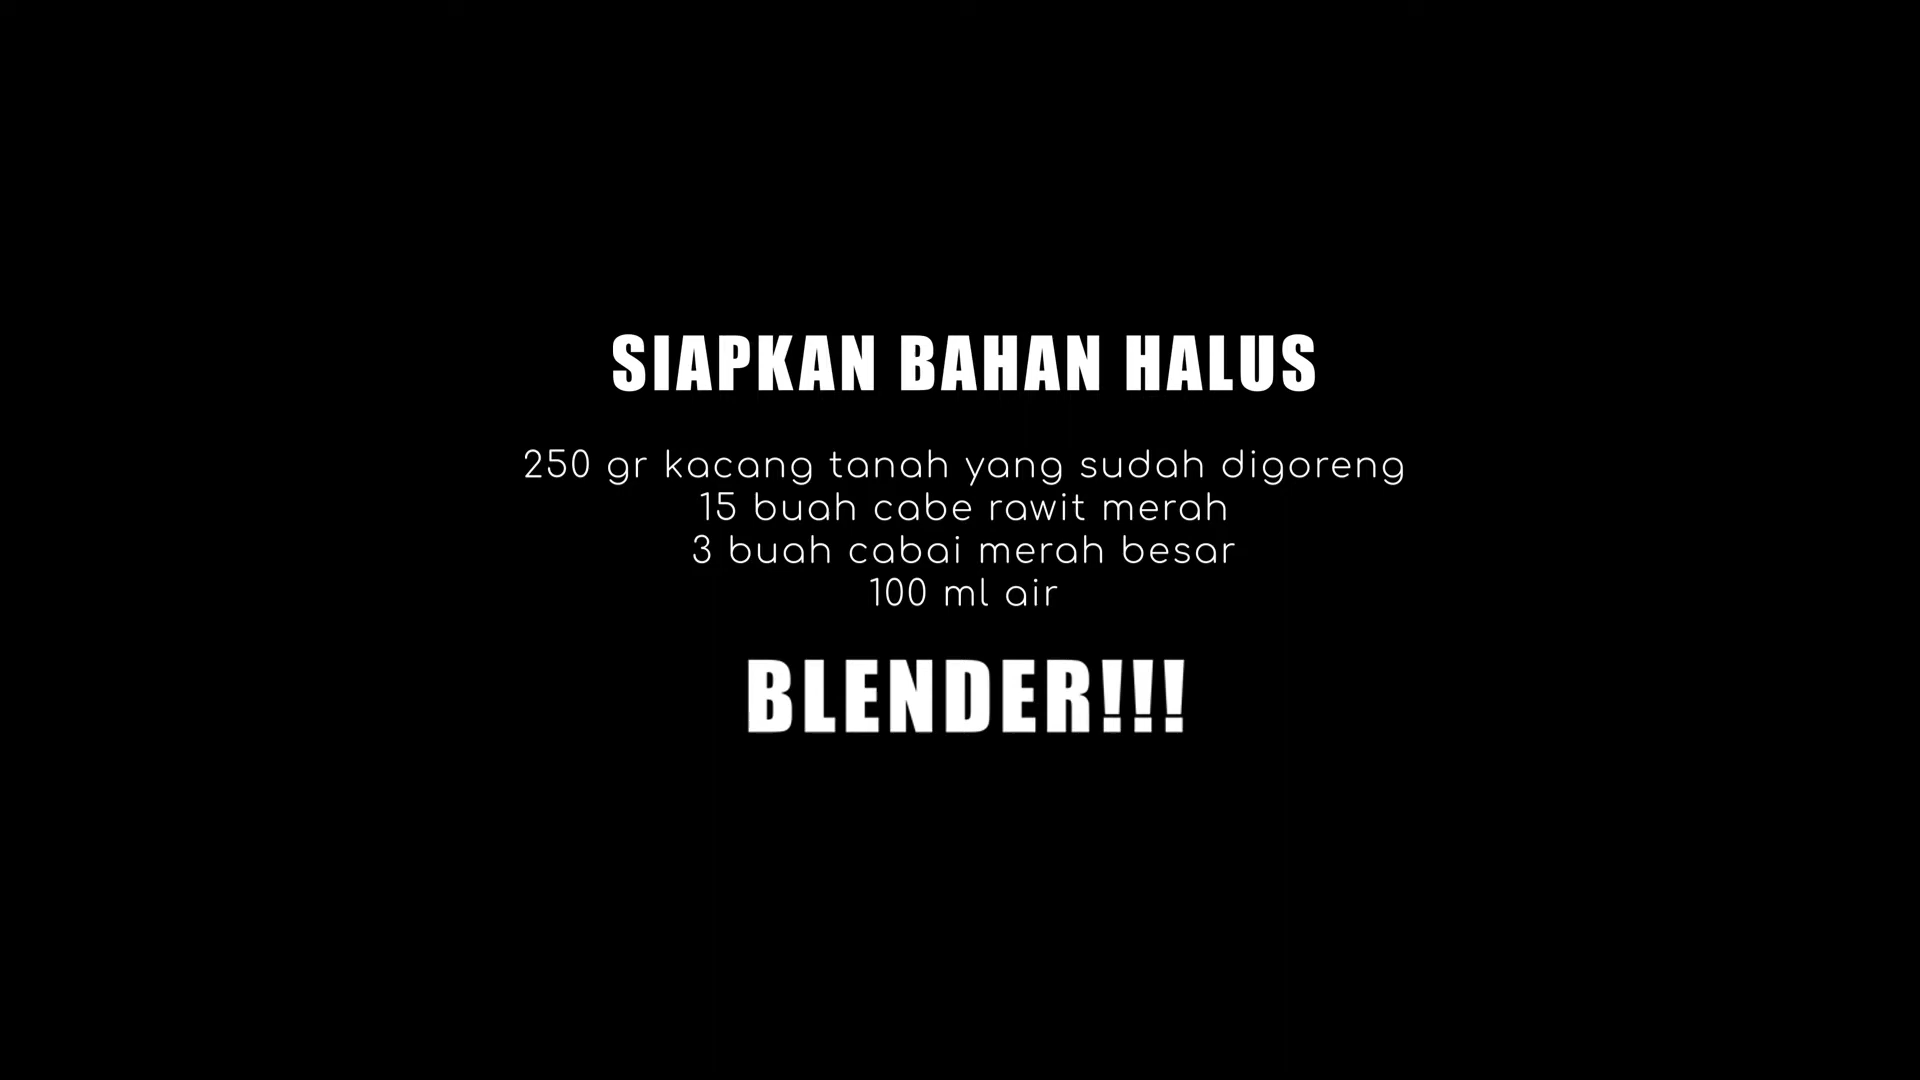 SIAPKAN BAHAN HALUS
250 gr kacang tanah yang sudah digoreng
15 buah cabe rawit merah
3 buah cabai merah besar
100 ml air
BLENDER!!!